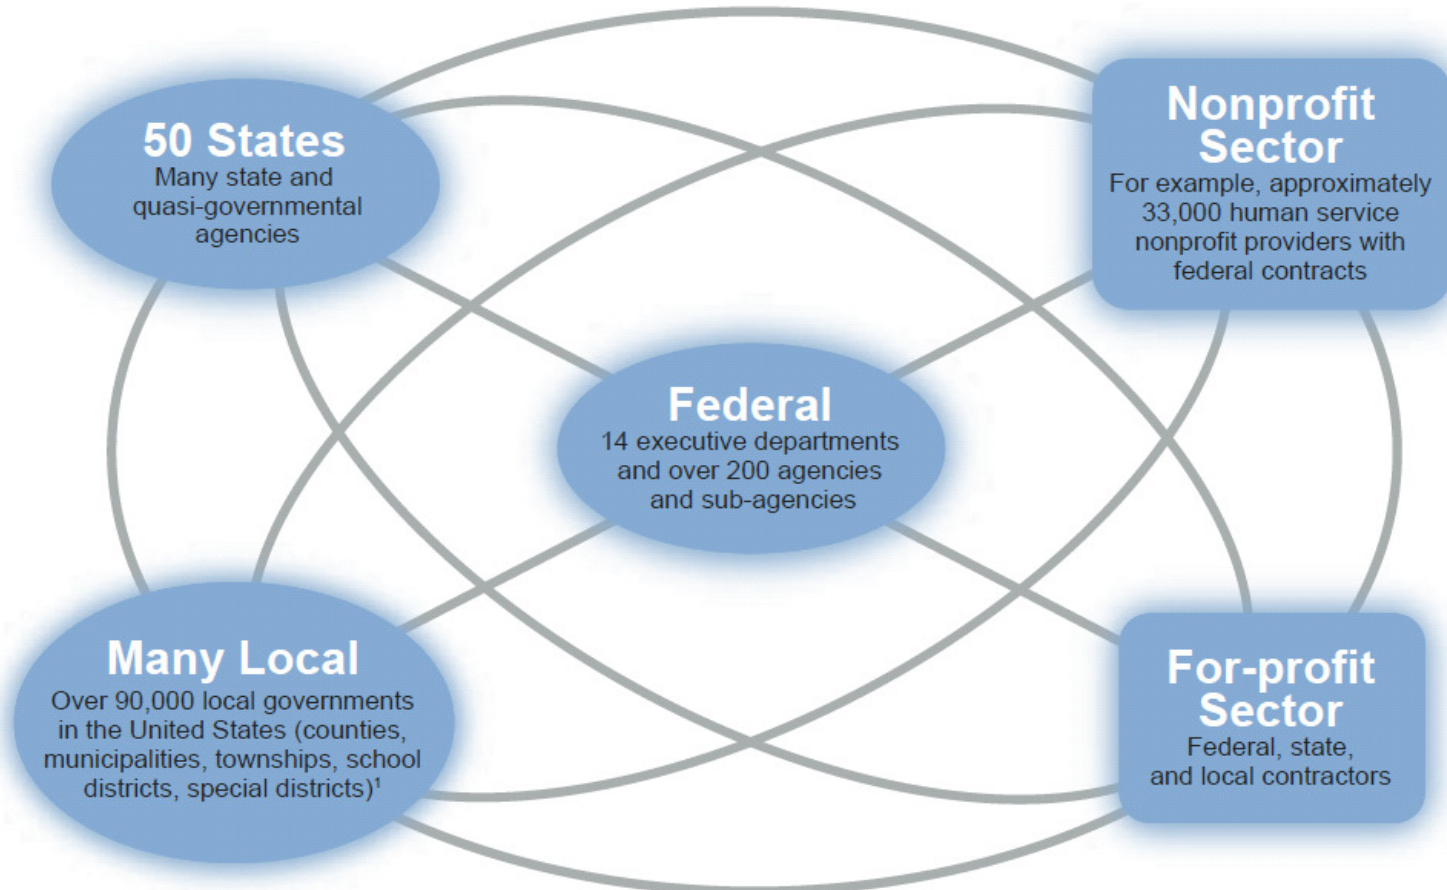 50 States
Many state and
quasi-governmental
agencies
Nonprofit
Sector
For example, approximately
33,000 human service
nonprofit providers with
federal contracts
Federal
14 executive departments
and over 200 agencies
and sub-agencies
Many Local
Over 90,000 local governments
in the United States (counties,
municipalities, townships, school
districts, special districts)¹
For-profit
Sector
Federal, state,
and local contractors